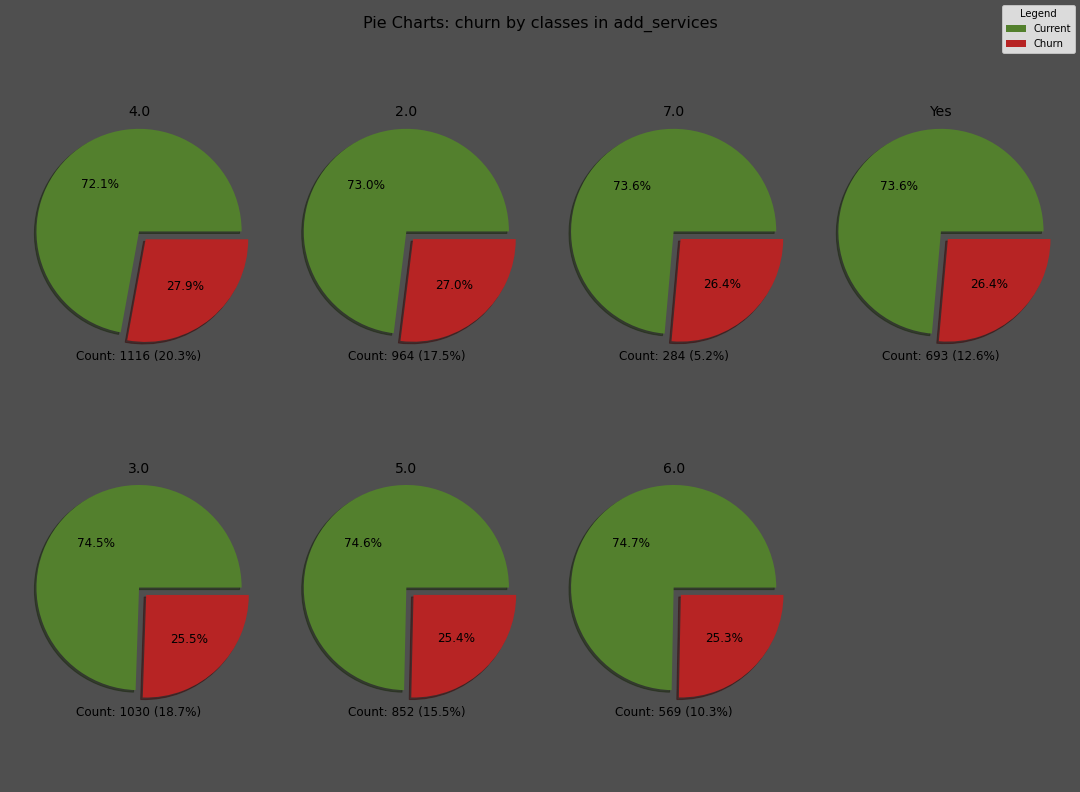 Pie Charts: churn by classes in add_services
Legend
Current
Churn
4.0
72.1%
27.9%
Count: 1116 (20.3%)
2.0
73.0%
27.0%
Count: 964 (17.5%)
7.0
73.6%
26.4%
Count: 284 (5.2%)
Yes
73.6%
26.4%
Count: 693 (12.6%)
3.0
74.5%
25.5%
Count: 1030 (18.7%)
5.0
74.6%
25.4%
Count: 852 (15.5%)
6.0
74.7%
25.3%
Count: 569 (10.3%)